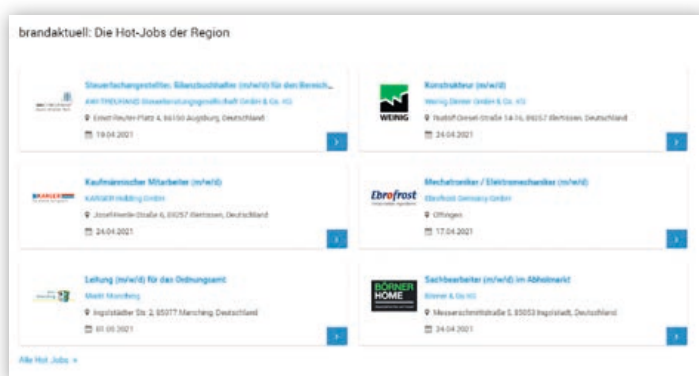 brandaktuell: Die Hot-Jobs der Region
Steuerfachangestellter, Bilanzbuchhalter (m/w/d) für den Bereich...
AWI TREUHAND Steuerberatungsgesellschaft GmbH & Co. KG
Ernst-Reuter-Platz 4, 86150 Augsburg, Deutschland
19.04.2021
WEINIG
Konstrukteur (m/w/d)
Weinig Dimter GmbH & Co. KG
Rudolf-Diesel-Straße 14-16, 89257 Illertissen, Deutschland
24.04.2021
KARGER
Kaufmännischer Mitarbeiter (m/w/d)
KARGER Holding GmbH
Josef-Henle-Straße 6, 89257 Illertissen, Deutschland
24.04.2021
Ebrofrost
Mechatroniker / Elektromechaniker (m/w/d)
Ebrofrost Germany GmbH
Offingen
17.04.2021
Leitung (m/w/d) für das Ordnungsamt
Markt Manching
Ingolstädter Str. 2, 85077 Manching, Deutschland
01.05.2021
BÖRNER
HOME
Sachbearbeiter (m/w/d) im Abholmarkt
Börner & Co KG
Messerschmittstraße 5, 85053 Ingolstadt, Deutschland
24.04.2021
Alle Hot Jobs »